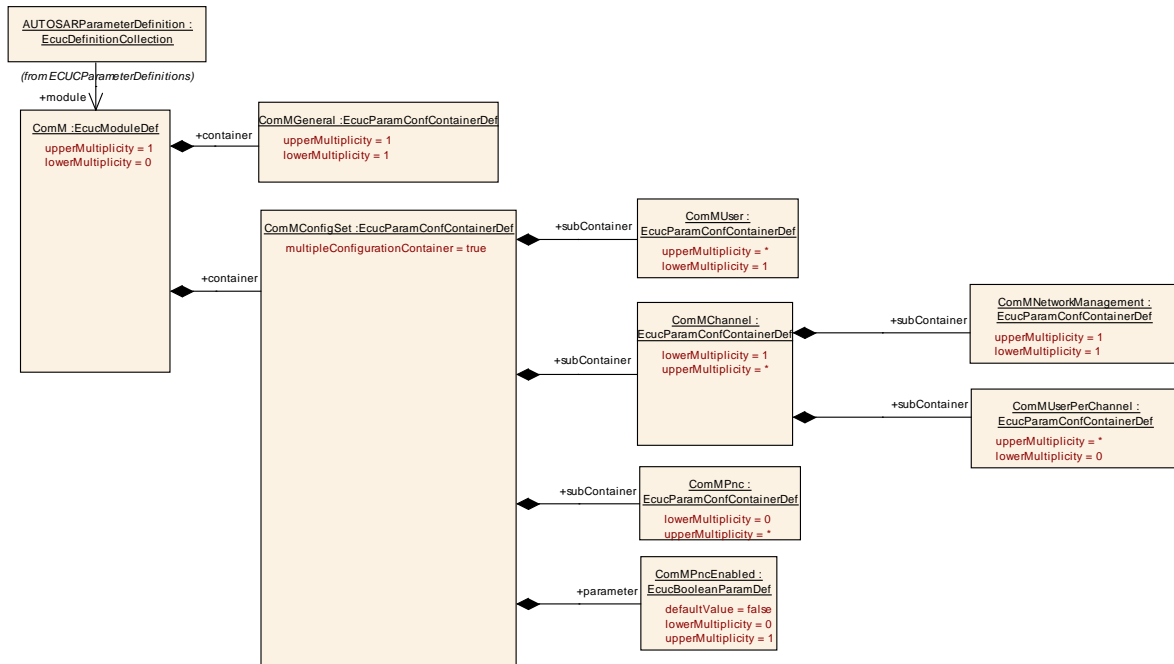 AUTOSARParameterDefinition :
EcucDefinitionCollection
(from ECUCParameterDefinitions)
+module
ComM :EcucModuleDef
upperMultiplicity = 1
lowerMultiplicity = 0
+container
ComMGeneral :EcucParamConfContainerDef
upperMultiplicity = 1
lowerMultiplicity = 1
+container
ComMConfigSet :EcucParamConfContainerDef
multipleConfigurationContainer = true
+subContainer
ComMUser :
EcucParamConfContainerDef
upperMultiplicity = *
lowerMultiplicity = 1
+subContainer
ComMChannel :
EcucParamConfContainerDef
lowerMultiplicity = 1
upperMultiplicity = *
+subContainer
ComMNetworkManagement :
EcucParamConfContainerDef
upperMultiplicity = 1
lowerMultiplicity = 1
+subContainer
ComMUserPerChannel :
EcucParamConfContainerDef
upperMultiplicity = *
lowerMultiplicity = 0
+subContainer
ComMPnc :
EcucParamConfContainerDef
lowerMultiplicity = 0
upperMultiplicity = *
+parameter
ComMPncEnabled :
EcucBooleanParamDef
defaultValue = false
lowerMultiplicity = 0
upperMultiplicity = 1